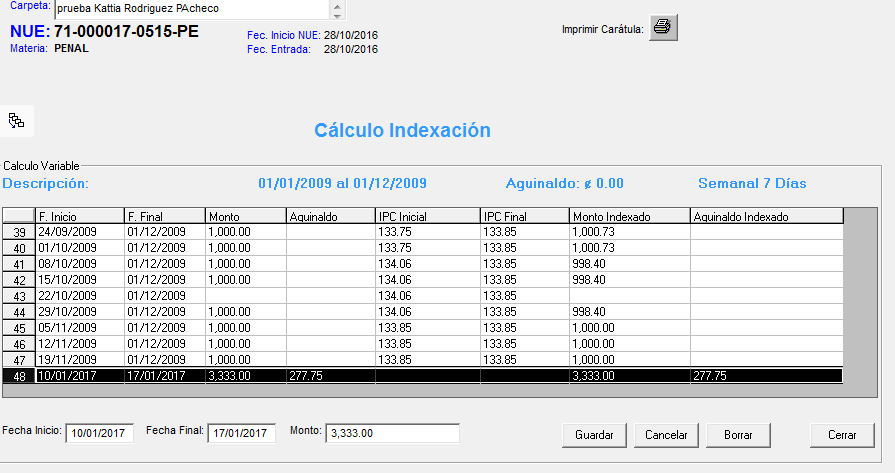 Carpeta: prueba Kattia Rodriguez PAcheco
NUE: 71-000017-0515-PE
Materia: PENAL
Fec. Inicio NUE: 28/10/2016
Fec. Entrada: 28/10/2016
Imprimir Carátula:
Cálculo Indexación
Calculo Variable
Descripción: 01/01/2009 al 01/12/2009 Aguinaldo: ¢ 0.00 Semanal 7 Días
F. Inicio F. Final Monto Aguinaldo IPC Inicial IPC Final Monto Indexado Aguinaldo Indexado
39 24/09/2009 01/12/2009 1,000.00 133.75 133.85 1,000.73
40 01/10/2009 01/12/2009 1,000.00 133.75 133.85 1,000.73
41 08/10/2009 01/12/2009 1,000.00 134.06 133.85 998.40
42 15/10/2009 01/12/2009 1,000.00 134.06 133.85 998.40
43 22/10/2009 01/12/2009 134.06 133.85
44 29/10/2009 01/12/2009 1,000.00 134.06 133.85 998.40
45 05/11/2009 01/12/2009 1,000.00 133.85 133.85 1,000.00
46 12/11/2009 01/12/2009 1,000.00 133.85 133.85 1,000.00
47 19/11/2009 01/12/2009 1,000.00 133.85 133.85 1,000.00
48 10/01/2017 17/01/2017 3,333.00 277.75 3,333.00 277.75
Fecha Inicio: 10/01/2017 Fecha Final: 17/01/2017 Monto: 3,333.00 Guardar Cancelar Borrar Cerrar